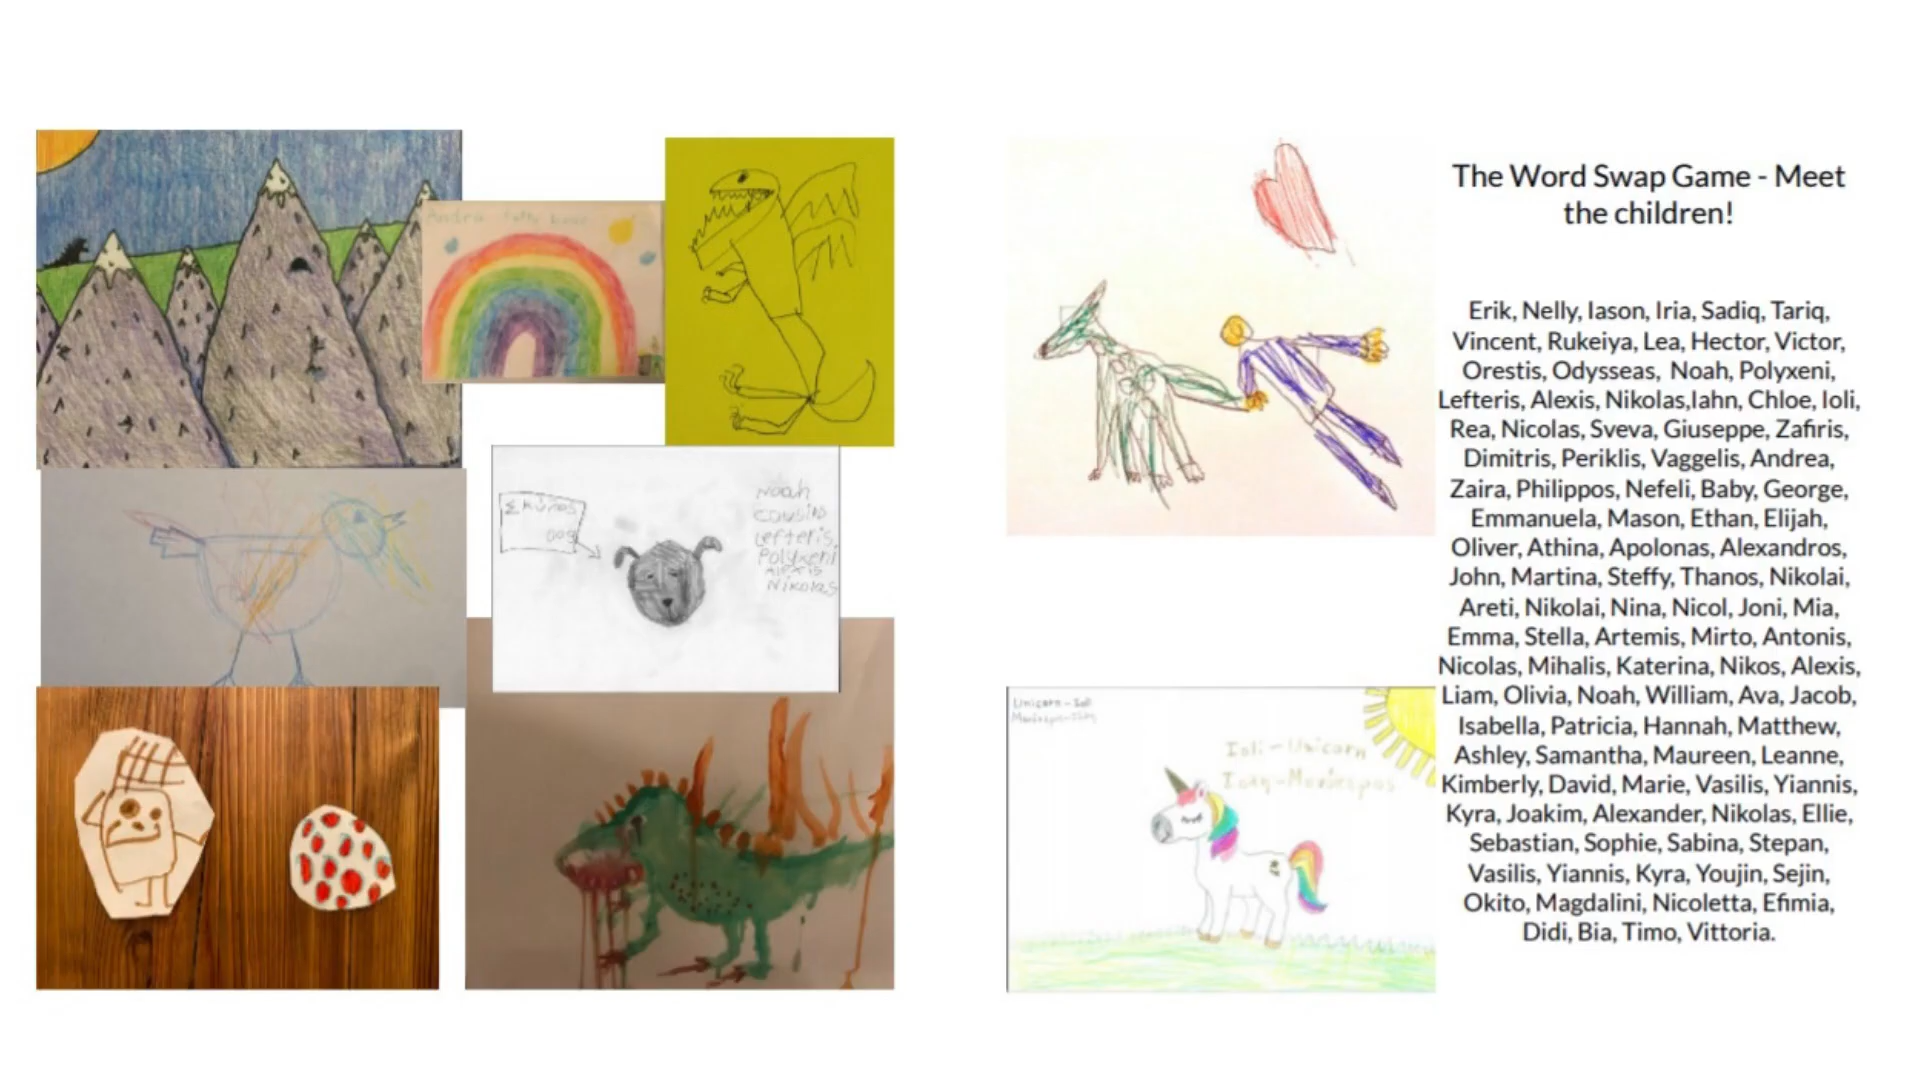 Noah
cousins
Lefteris,
Polyxeni
Alexis
Nikolas
Σκύλος
DOG
Unicorn - Ioli
Ioli - Unicorn
The Word Swap Game - Meet
the children!
Erik, Nelly, Iason, Iria, Sadiq, Tariq,
Vincent, Rukeiya, Lea, Hector, Victor,
Orestis, Odysseas, Noah, Polyxeni,
Lefteris, Alexis, Nikolas,Iahn, Chloe, Ioli,
Rea, Nicolas, Sveva, Giuseppe, Zafiris,
Dimitris, Periklis, Vaggelis, Andrea,
Zaira, Philippos, Nefeli, Baby, George,
Emmanuela, Mason, Ethan, Elijah,
Oliver, Athina, Apolonas, Alexandros,
John, Martina, Steffy, Thanos, Nikolai,
Areti, Nikolai, Nina, Nicol, Joni, Mia,
Emma, Stella, Artemis, Mirto, Antonis,
Nicolas, Mihalis, Katerina, Nikos, Alexis,
Liam, Olivia, Noah, William, Ava, Jacob,
Isabella, Patricia, Hannah, Matthew,
Ashley, Samantha, Maureen, Leanne,
Kimberly, David, Marie, Vasilis, Yiannis,
Kyra, Joakim, Alexander, Nikolas, Ellie,
Sebastian, Sophie, Sabina, Stepan,
Vasilis, Yiannis, Kyra, Youjin, Sejin,
Okito, Magdalini, Nicoletta, Efimia,
Didi, Bia, Timo, Vittoria.